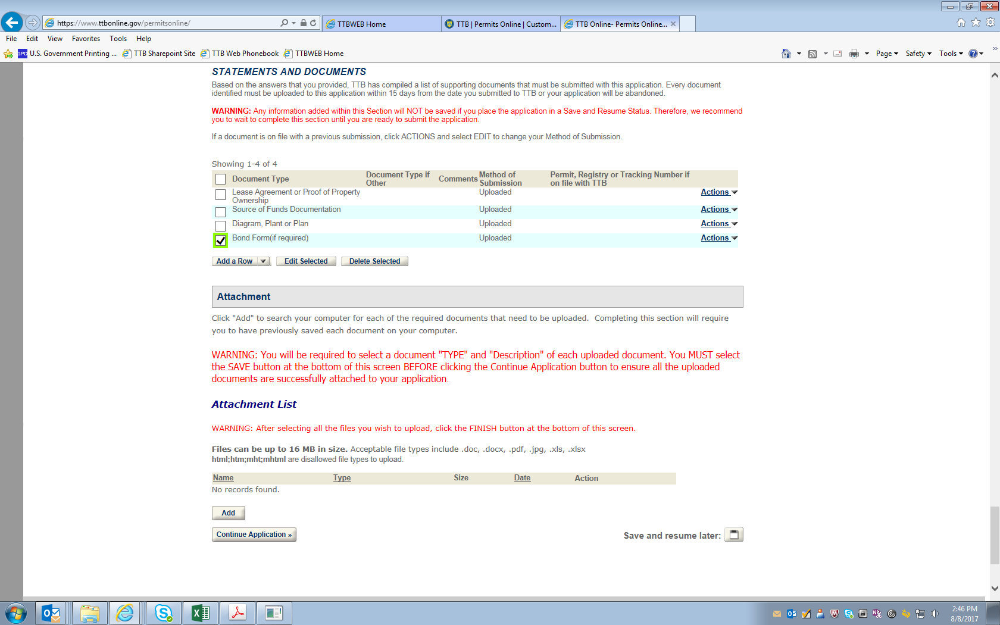 https://www.ttbonline.gov/permitsonline/
TTBWEB Home
TTB | Permits Online | Custom...
TTB Online- Permits Online...
File Edit View Favorites Tools Help
GPO U.S. Government Printing ... TTB Sharepoint Site TTB Web Phonebook TTBWEB Home
Page Safety Tools
STATEMENTS AND DOCUMENTS
Based on the answers that you provided, TTB has compiled a list of supporting documents that must be submitted with this application. Every document
identified must be uploaded to this application within 15 days from the date you submitted to TTB or your application will be abandoned.
WARNING: Any information added within this Section will NOT be saved if you place the application in a Save and Resume Status. Therefore, we recommend
you to wait to complete this section until you are ready to submit the application.
If a document is on file with a previous submission, click ACTIONS and select EDIT to change your Method of Submission.
Showing 1-4 of 4
Document Type
Document Type if
Other
Comments
Method of
Submission
Permit, Registry or Tracking Number if
on file with TTB
Lease Agreement or Proof of Property
Ownership
Uploaded
Actions
Source of Funds Documentation
Uploaded
Actions
Diagram, Plant or Plan
Uploaded
Actions
Bond Form(if required)
Uploaded
Actions
Add a Row
Edit Selected
Delete Selected
Attachment
Click "Add" to search your computer for each of the required documents that need to be uploaded.  Completing this section will require
you to have previously saved each document on your computer.
WARNING: You will be required to select a document "TYPE" and "Description" of each uploaded document. You MUST select
the SAVE button at the bottom of this screen BEFORE clicking the Continue Application button to ensure all the uploaded
documents are successfully attached to your application.
Attachment List
WARNING: After selecting all the files you wish to upload, click the FINISH button at the bottom of this screen.
Files can be up to 16 MB in size. Acceptable file types include .doc, .docx, .pdf, .jpg, .xls, .xlsx
html;htm;mht;mhtml are disallowed file types to upload.
Name Type Size Date Action
No records found.
Add
Continue Application »
Save and resume later:
2:46 PM
8/8/2017